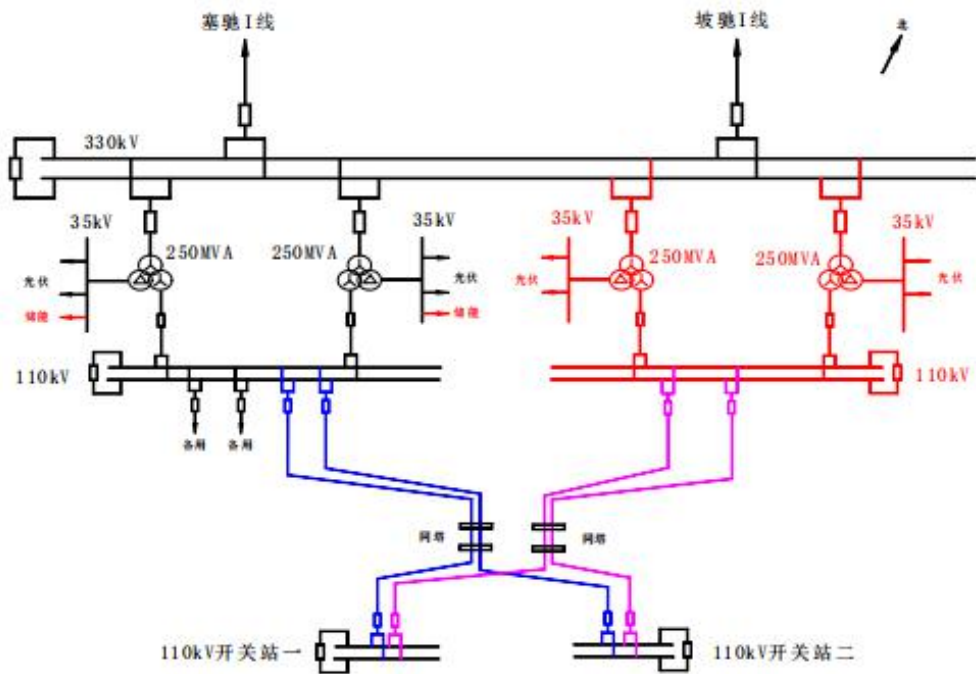 塞驰I线
坡驰I线
北
330kV
35kV
35kV
35kV
35kV
250MVA
250MVA
250MVA
250MVA
光伏
光伏
光伏
光伏
储能
储能
110kV
110kV
备用
备用
同塔
同塔
110kV开关站一
110kV开关站二